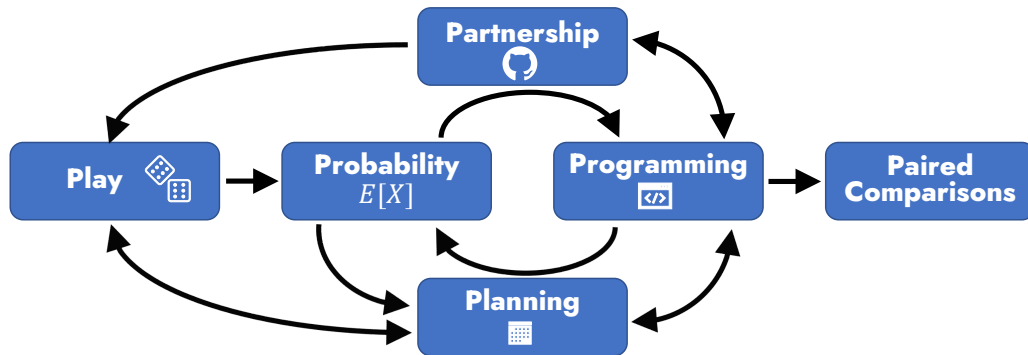 Partnership
Play
Probability
E[X]
Programming
</>
Paired
Comparisons
Planning